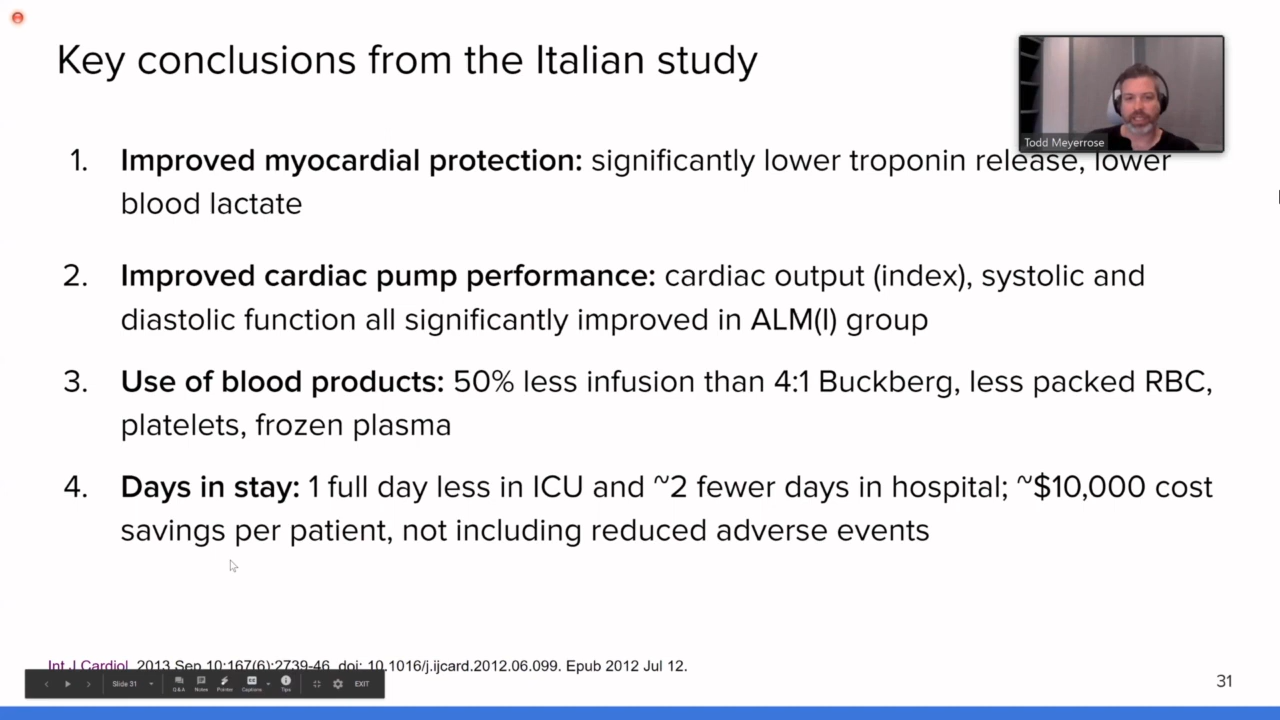 Key conclusions from the Italian study
Todd Meyerrose
1. Improved myocardial protection: significantly lower troponin release, lower
blood lactate
2. Improved cardiac pump performance: cardiac output (index), systolic and
diastolic function all significantly improved in ALM(I) group
3. Use of blood products: 50% less infusion than 4:1 Buckberg, less packed RBC,
platelets, frozen plasma
4. Days in stay: 1 full day less in ICU and ~2 fewer days in hospital; ~$10,000 cost
savings per patient, not including reduced adverse events
Int J Cardiol. 2013 Sep 10;167(6):2739-46. doi: 10.1016/j.ijcard.2012.06.099. Epub 2012 Jul 12.
Slide 31
Q&A
Notes
Pointer
Captions
Tips
EXIT
31